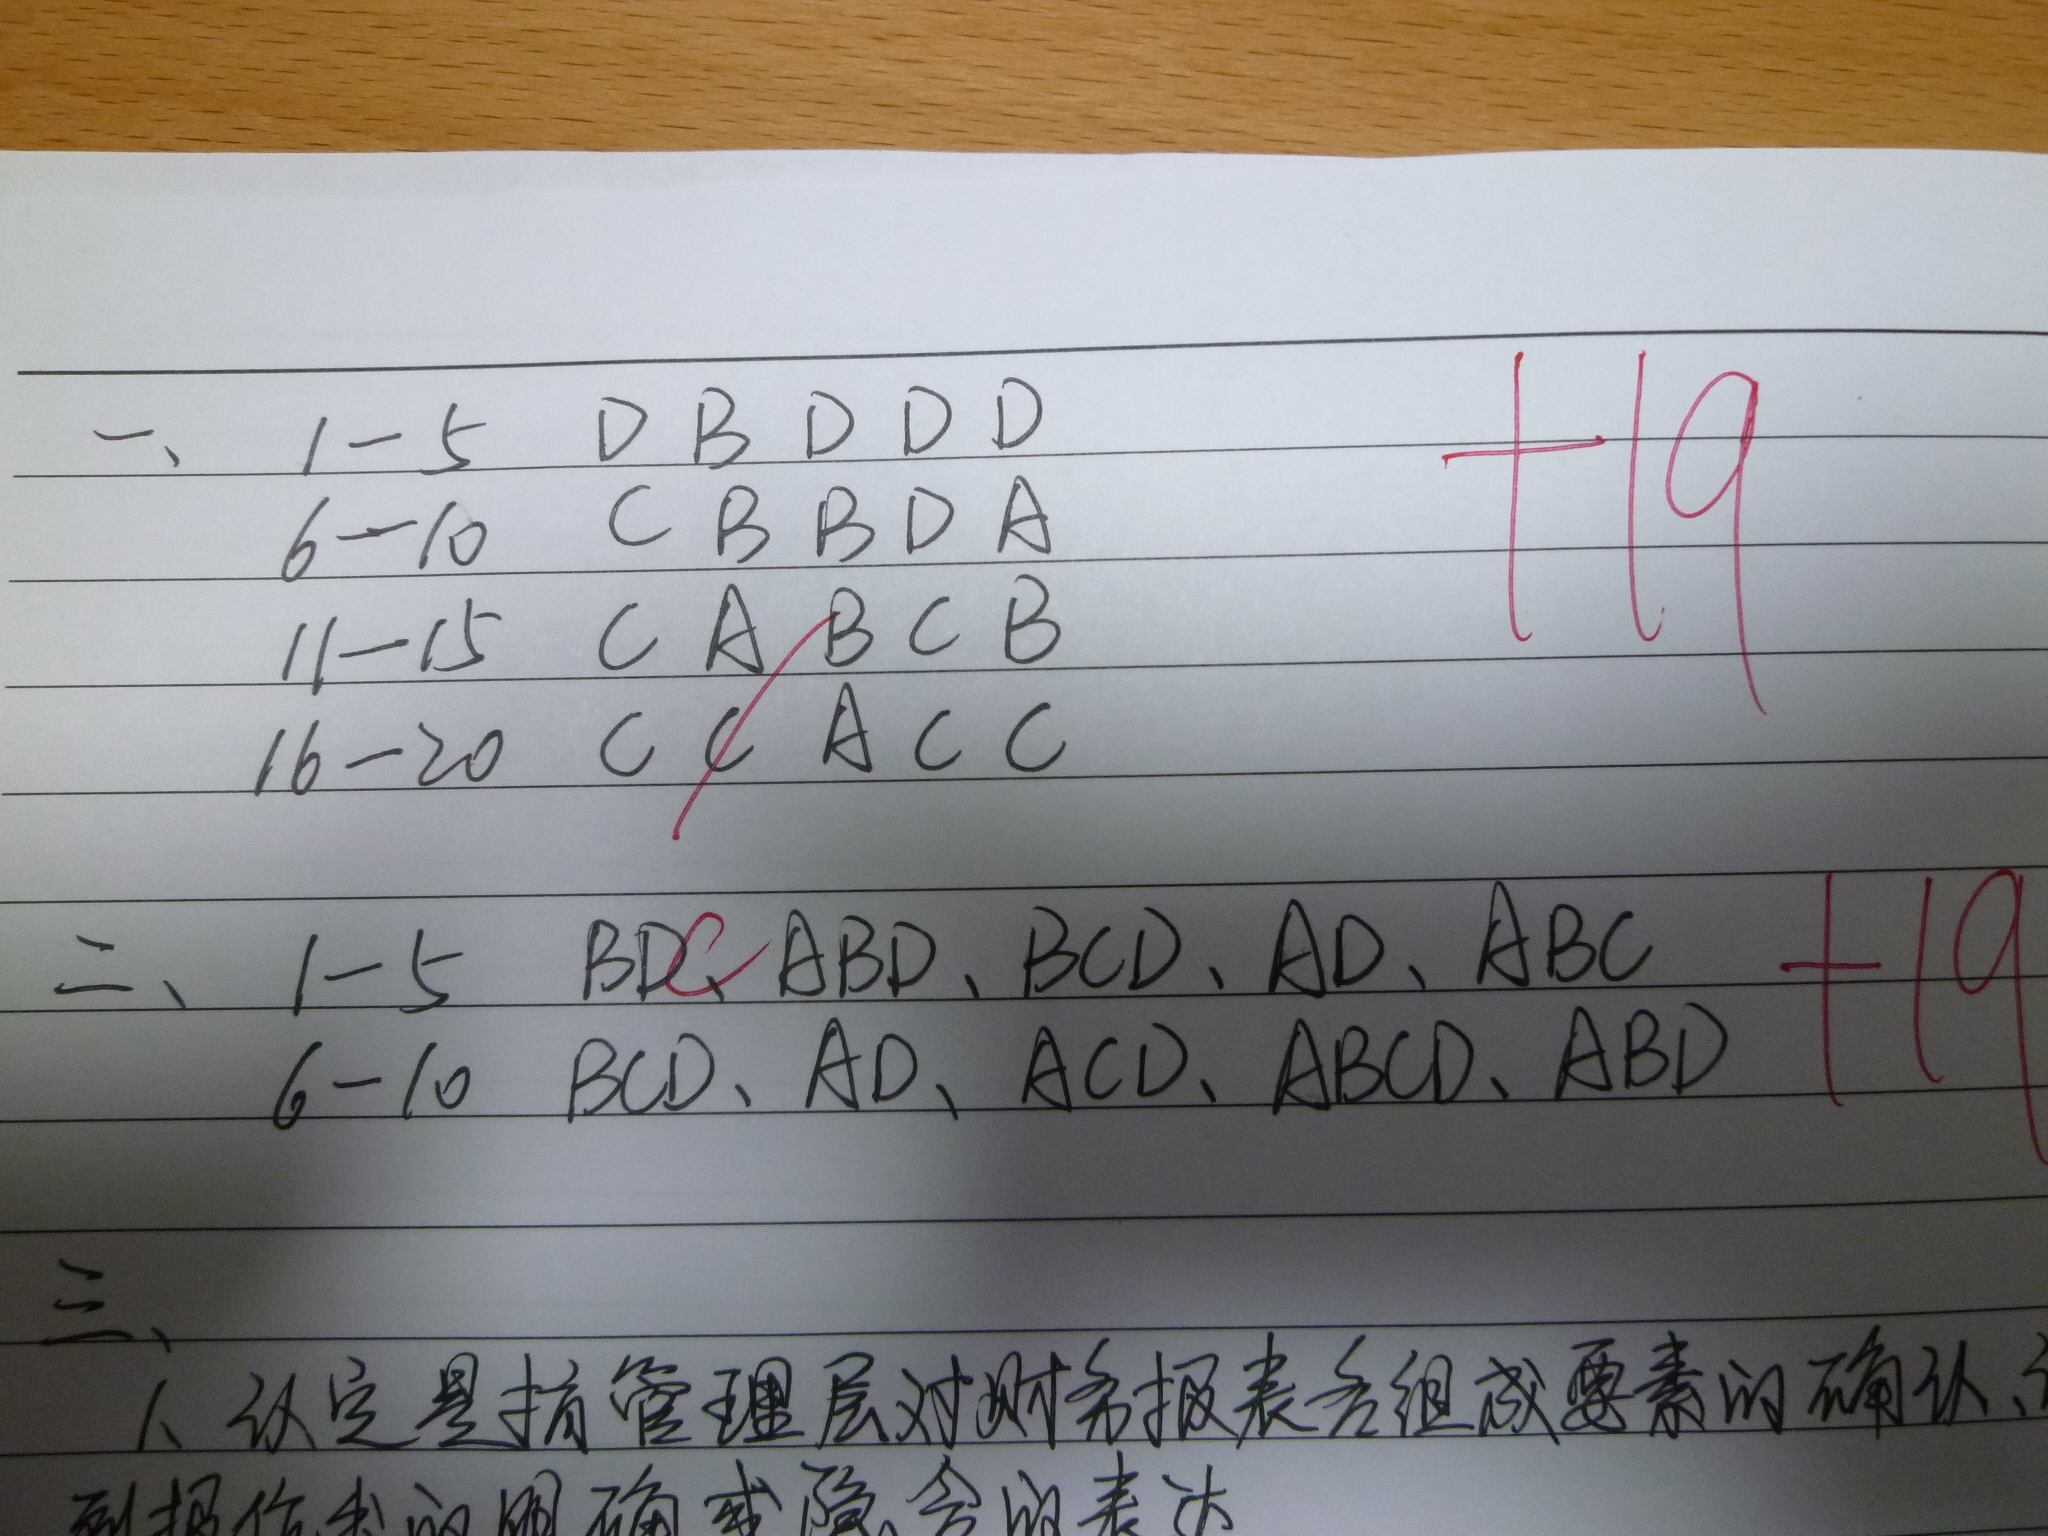 一、 1-5 D B D D D +19
6-10 C B B D A
11-15 C A B C B
16-20 C C A C C
二、 1-5 BDC、ABD、BCD、AD、ABC +19
6-10 BCD、AD、ACD、ABCD、ABD
三、
1、认定是指管理层对财务报表各组成要素的确认、
列报作出的明确或隐含的表达